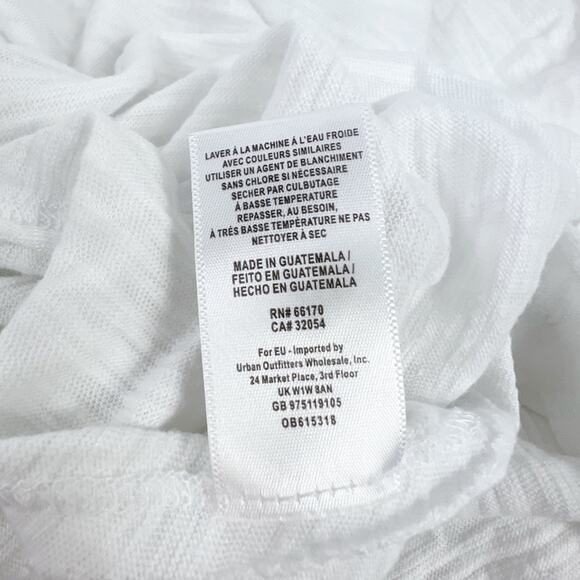 LAVER À LA MACHINE À L'EAU FROIDE
AVEC COULEURS SIMILAIRES
UTILISER UN AGENT DE BLANCHIMENT
SANS CHLORE SI NÉCESSAIRE
SECHER PAR CULBUTAGE
À BASSE TEMPERATURE
REPASSER, AU BESOIN,
À TRÉS BASSE TEMPÉRATURE NE PAS
NETTOYER À SEC
MADE IN GUATEMALA /
FEITO EM GUATEMALA /
HECHO EN GUATEMALA
RN# 66170
CA# 32054
For EU - Imported by
Urban Outfitters Wholesale, Inc.
24 Market Place, 3rd Floor
UK W1W 8AN
GB 975119105
OB615318